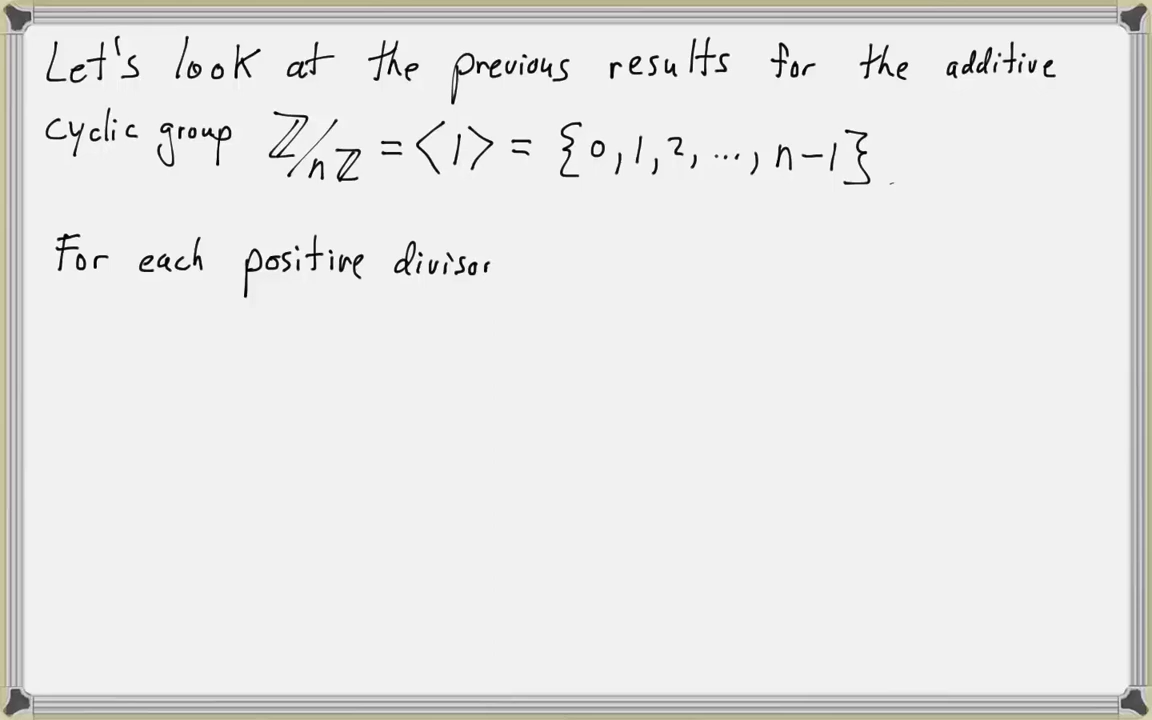 Let's look at the previous results for the additive
cyclic group ℤ/nℤ = ⟨1⟩ = {0, 1, 2, ..., n-1}.
For each positive divisor